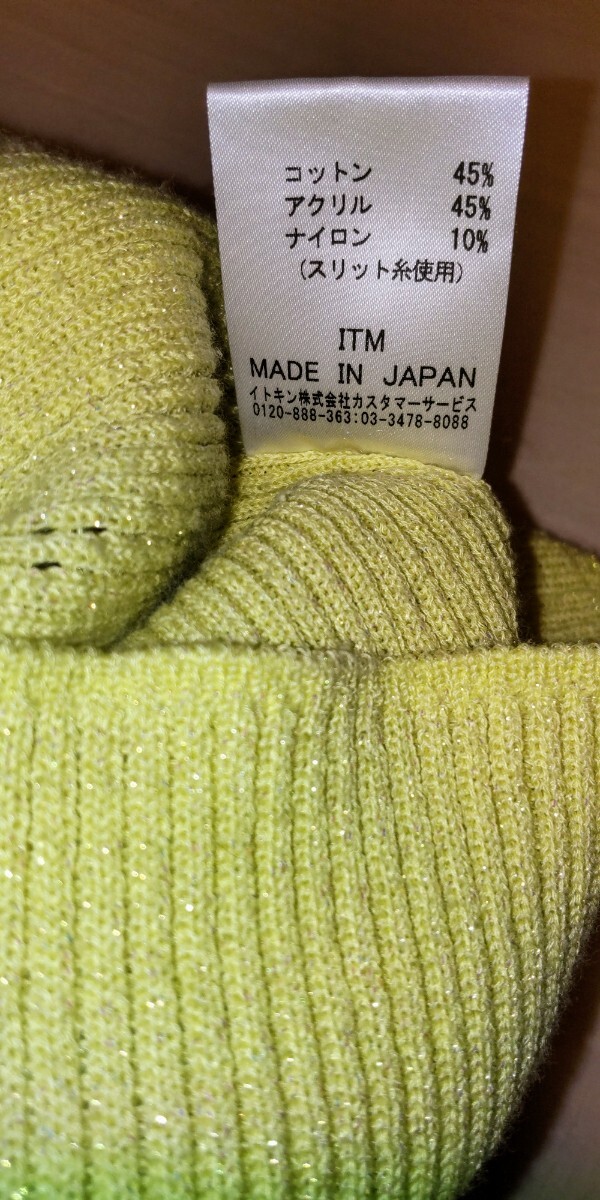 コットン 45%
アクリル 45%
ナイロン 10%
(スリット糸使用)
ITM
MADE IN JAPAN
イトキン株式会社カスタマーサービス
0120-888-363:03-3478-8088